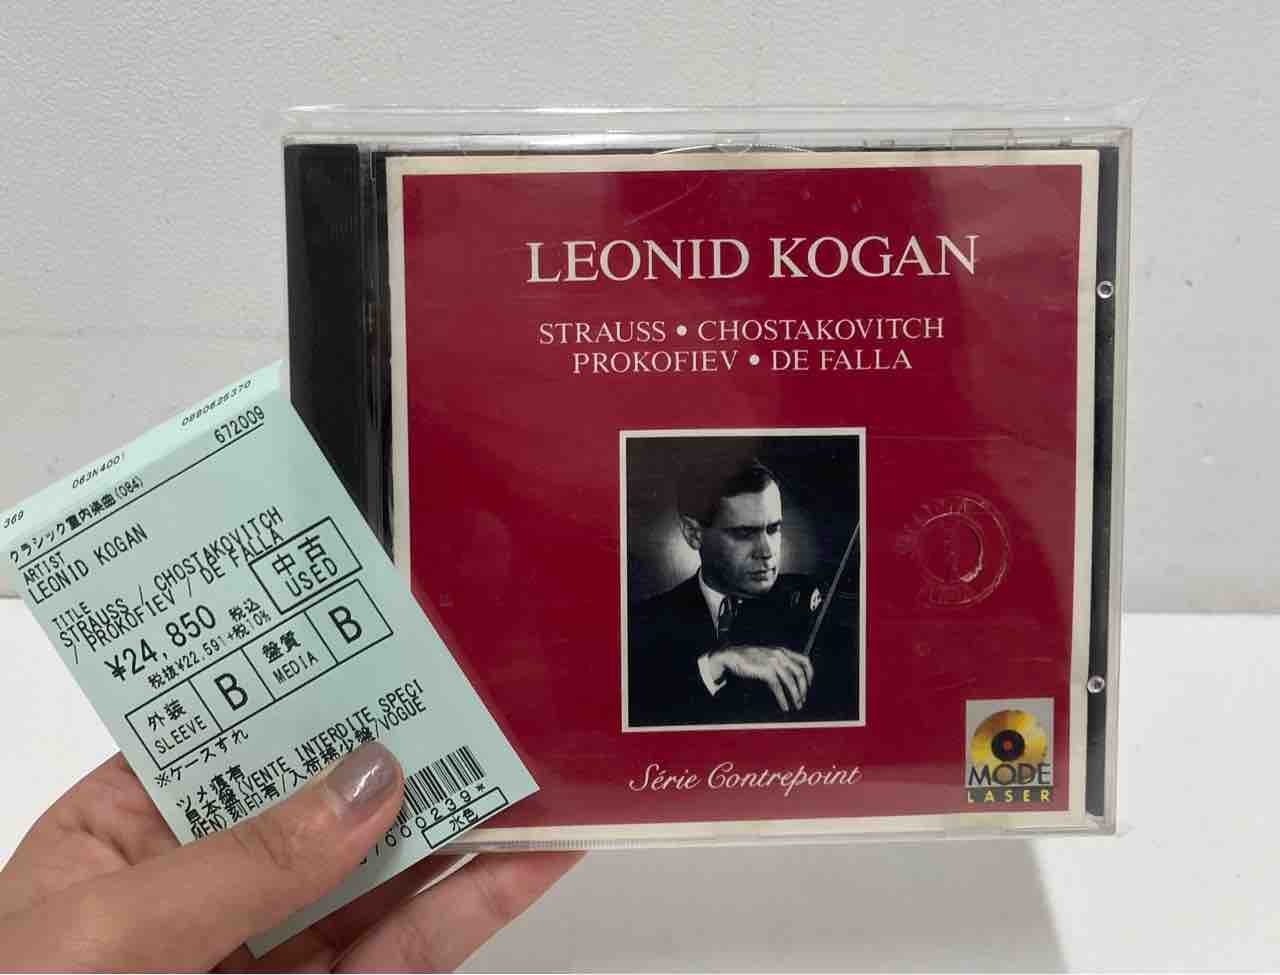 LEONID KOGAN
STRAUSS • CHOSTAKOVITCH
PROKOFIEV • DE FALLA
Série Contrepoint
MODE
LASER
0880625370
369 063N4001 672009
クラシック室内楽曲(084)
ARTIST
LEONID KOGAN
TITLE
STRAUSS / CHOSTAKOVITCH
/ PROKOFIEV / DE FALLA
中古
USED
¥24,850 税込
税抜¥22,591+税10%
外装
SLEEVE
B
盤質
MEDIA
B
※ケースすれ
ツメ痕有
見本盤(VENTE INTERDITE SPECI
MEN)刻印有/入荷稀少盤/VOGUE
000239*
水色